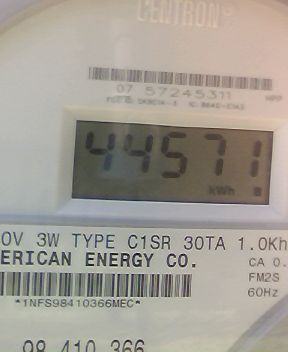 CENTRON®
07 57245311
44571
kWh
0V 3W TYPE C1SR 30TA 1.0Kh
ERICAN ENERGY CO.
CA 0.
FM2S
60Hz
*1NFS98410366MEC*
98 410 366